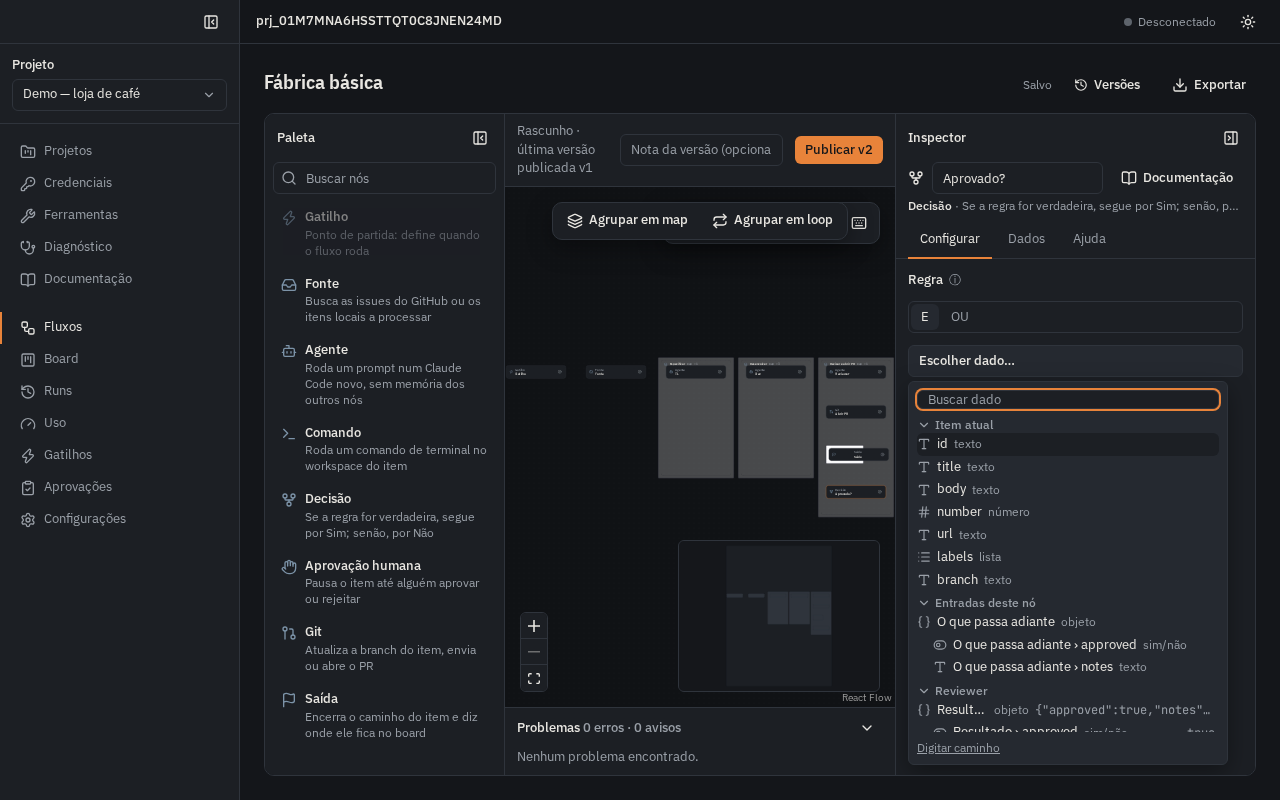 prj_01M7MNA6HSSTTQT0C8JNEN24MD
Desconectado
Projeto
Demo — loja de café
Projetos
Credenciais
Ferramentas
Diagnóstico
Documentação
Fluxos
Board
Runs
Uso
Gatilhos
Aprovações
Configurações
Fábrica básica
Salvo
Versões
Exportar
Paleta
Buscar nós
Gatilho
Ponto de partida: define quando
o fluxo roda
Fonte
Busca as issues do GitHub ou os
itens locais a processar
Agente
Roda um prompt num Claude
Code novo, sem memória dos
outros nós
Comando
Roda um comando de terminal no
workspace do item
Decisão
Se a regra for verdadeira, segue
por Sim; senão, por Não
Aprovação humana
Pausa o item até alguém aprovar
ou rejeitar
Git
Atualiza a branch do item, envia
ou abre o PR
Saída
Encerra o caminho do item e diz
onde ele fica no board
Rascunho ·
última versão
publicada v1
Nota da versão (opciona
Publicar v2
Agrupar em map
Agrupar em loop
React Flow
Problemas 0 erros · 0 avisos
Nenhum problema encontrado.
Inspector
Aprovado?
Documentação
Decisão · Se a regra for verdadeira, segue por Sim; senão, p…
Configurar
Dados
Ajuda
Regra
E
OU
Escolher dado…
Buscar dado
Item atual
id texto
title texto
body texto
number número
url texto
labels lista
branch texto
Entradas deste nó
O que passa adiante objeto
O que passa adiante › approved sim/não
O que passa adiante › notes texto
Reviewer
Result… objeto {"approved":true,"notes"…
Resultado › approved sim/não true
Digitar caminho